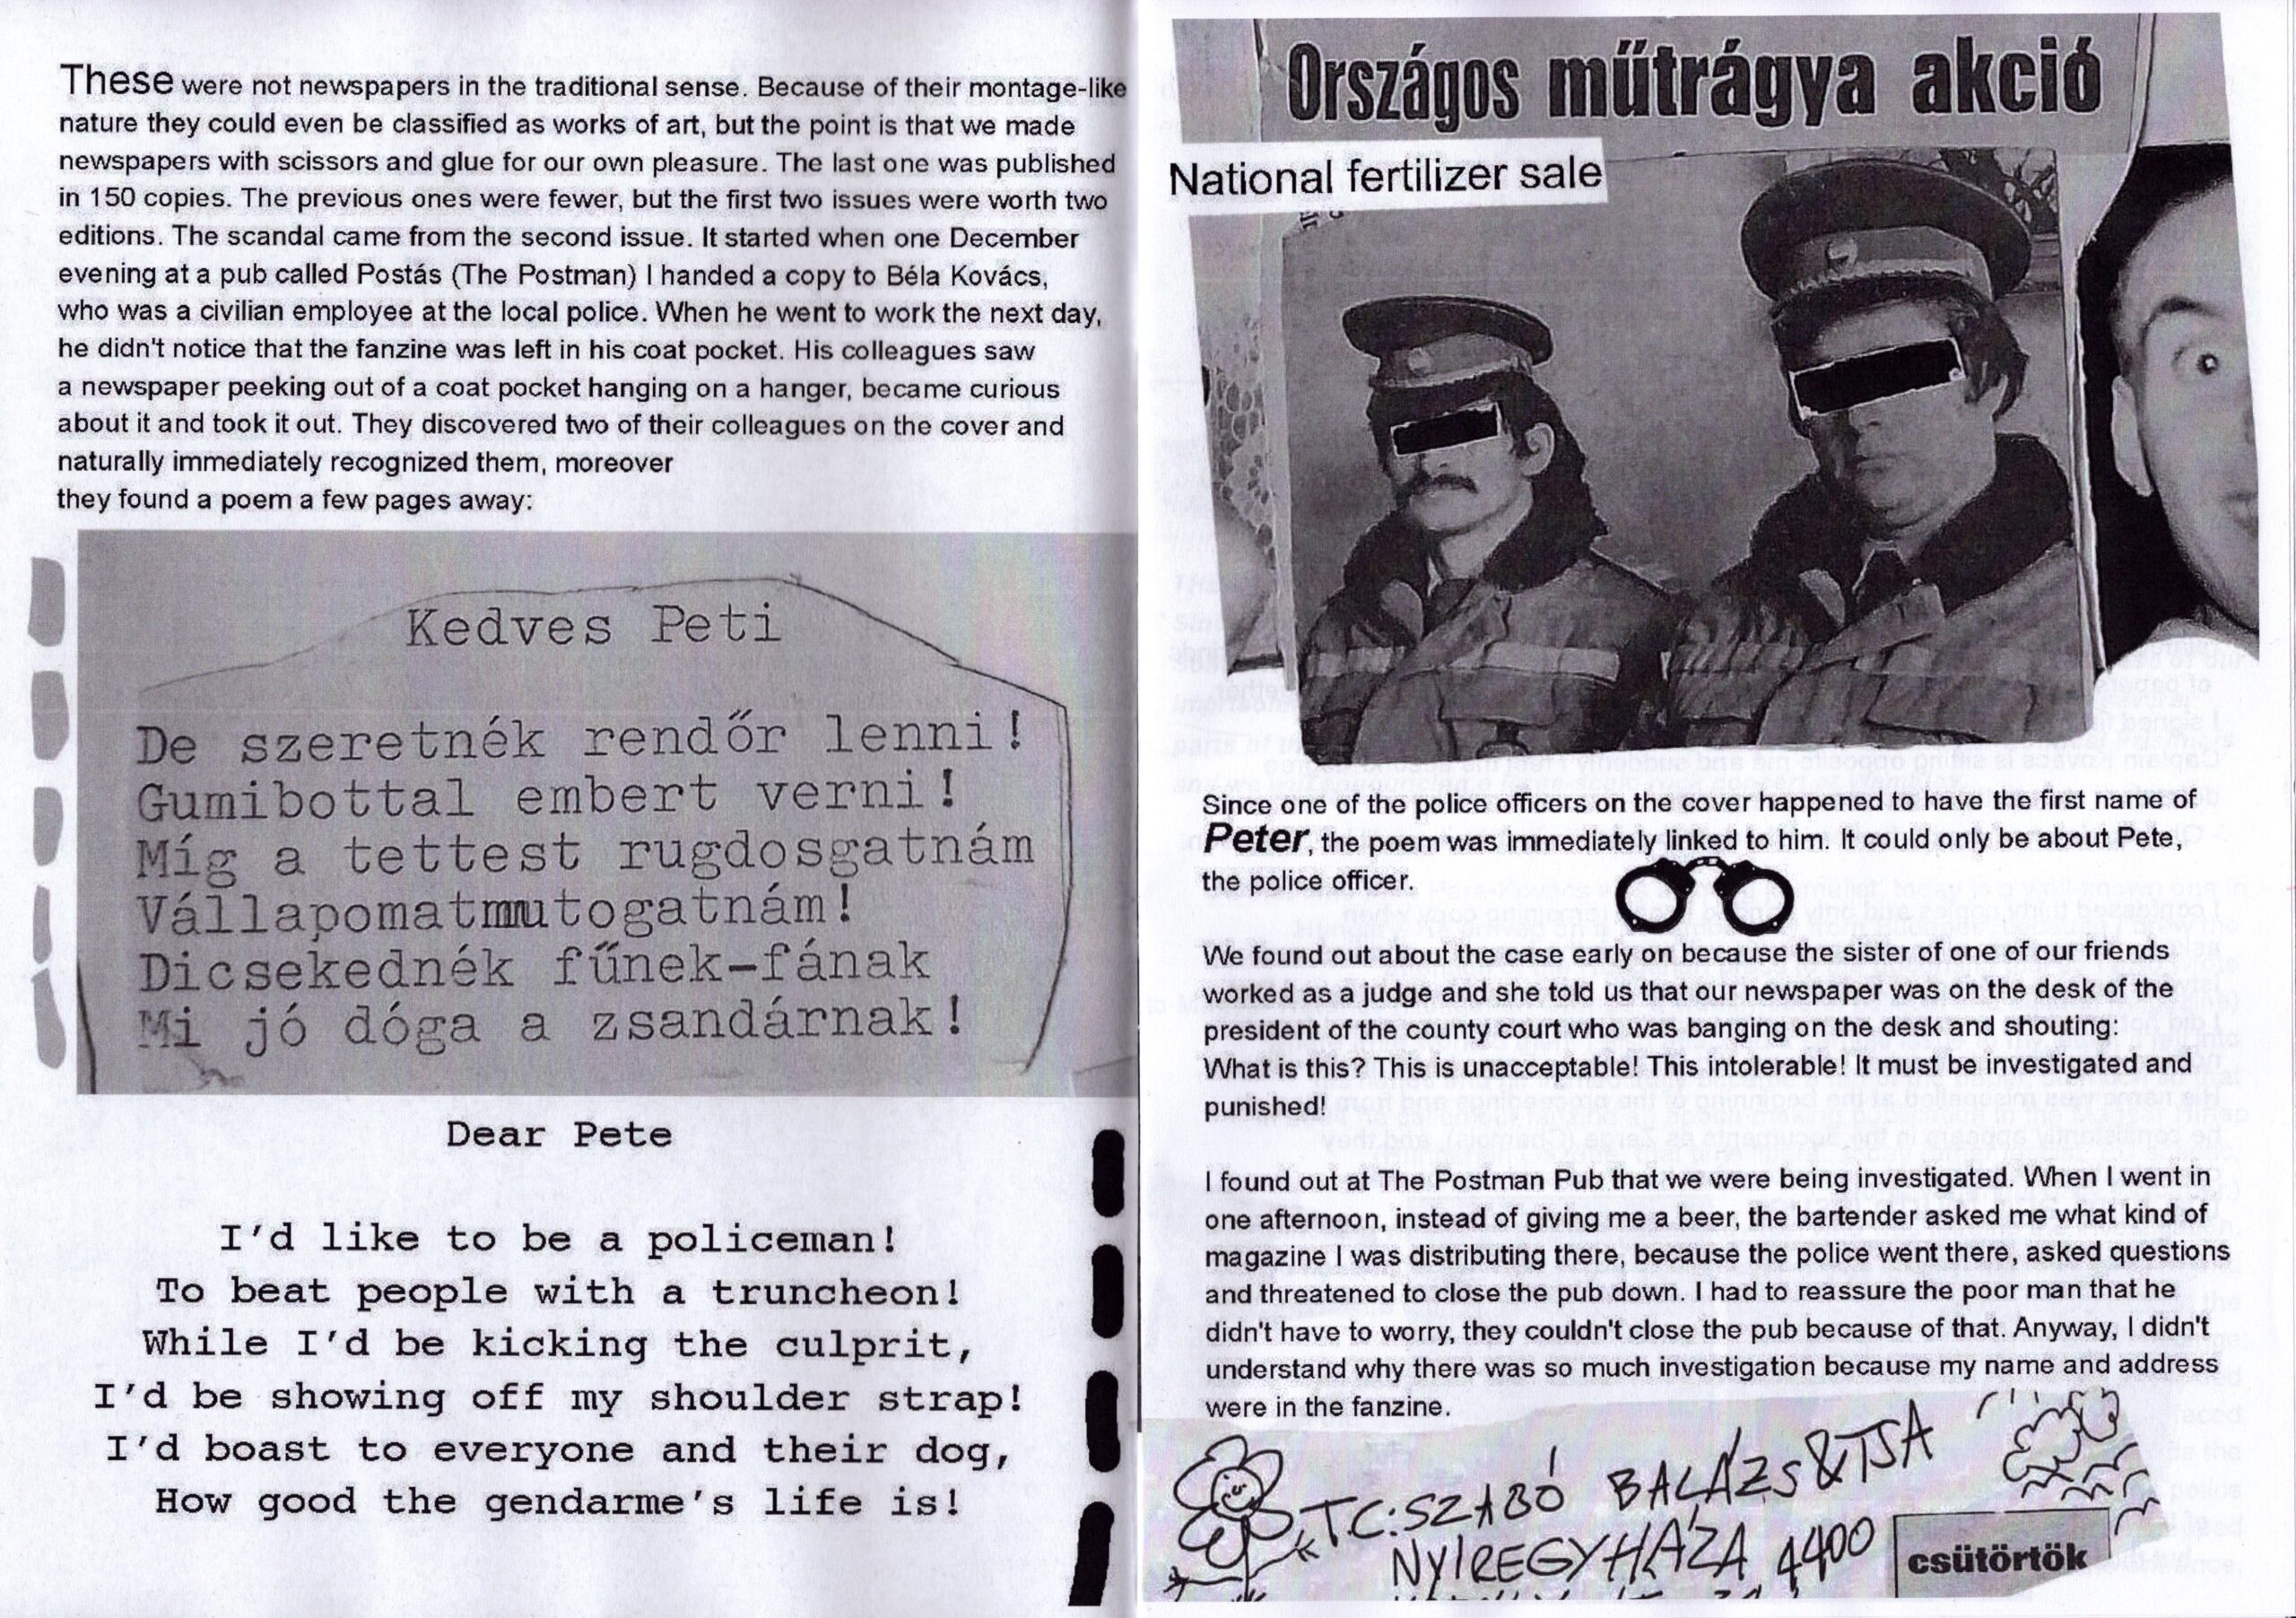 These were not newspapers in the traditional sense. Because of their montage-like
nature they could even be classified as works of art, but the point is that we made
newspapers with scissors and glue for our own pleasure. The last one was published
in 150 copies. The previous ones were fewer, but the first two issues were worth two
editions. The scandal came from the second issue. It started when one December
evening at a pub called Postás (The Postman) I handed a copy to Béla Kovács,
who was a civilian employee at the local police. When he went to work the next day,
he didn't notice that the fanzine was left in his coat pocket. His colleagues saw
a newspaper peeking out of a coat pocket hanging on a hanger, became curious
about it and took it out. They discovered two of their colleagues on the cover and
naturally immediately recognized them, moreover
they found a poem a few pages away:
Kedves Peti
De szeretnék rendőr lenni!
Gumibottal embert verni!
Míg a tettest rugdosgatnám
Vállapomatmutogatnám!
Dicsekednék fűnek-fának
Mi jó dóga a zsandárnak!
Dear Pete
I'd like to be a policeman!
To beat people with a truncheon!
While I'd be kicking the culprit,
I'd be showing off my shoulder strap!
I'd boast to everyone and their dog,
How good the gendarme's life is!
Országos műtrágya akció
National fertilizer sale
Since one of the police officers on the cover happened to have the first name of
Peter, the poem was immediately linked to him. It could only be about Pete,
the police officer.
We found out about the case early on because the sister of one of our friends
worked as a judge and she told us that our newspaper was on the desk of the
president of the county court who was banging on the desk and shouting:
What is this? This is unacceptable! This intolerable! It must be investigated and
punished!
I found out at The Postman Pub that we were being investigated. When I went in
one afternoon, instead of giving me a beer, the bartender asked me what kind of
magazine I was distributing there, because the police went there, asked questions
and threatened to close the pub down. I had to reassure the poor man that he
didn't have to worry, they couldn't close the pub because of that. Anyway, I didn't
understand why there was so much investigation because my name and address
were in the fanzine.
T.C.: SZABÓ BALÁZS & TSA
NYÍREGYHÁZA 4400
csütörtök